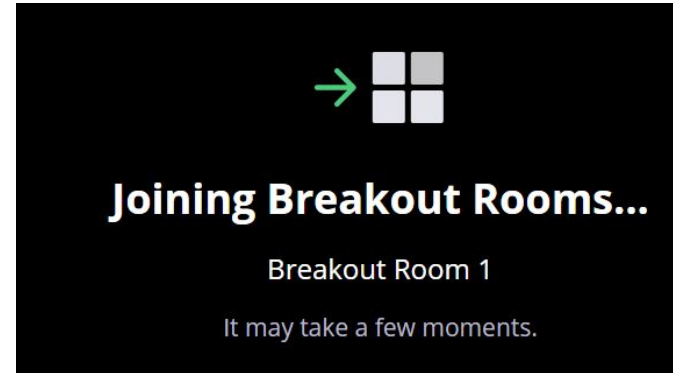 Joining Breakout Rooms...
Breakout Room 1
It may take a few moments.